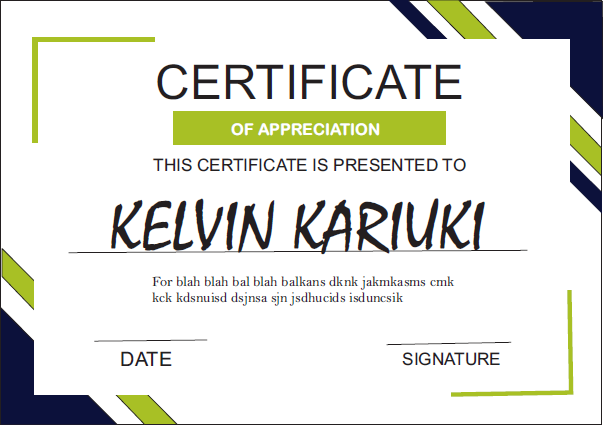 CERTIFICATE
OF APPRECIATION
THIS CERTIFICATE IS PRESENTED TO
KELVIN KARIUKI
For blah blah bal blah balkans dknk jakmkasms cmk
kck kdsnuisd dsjnsa sjn jsdhucids isduncsik
DATE
SIGNATURE